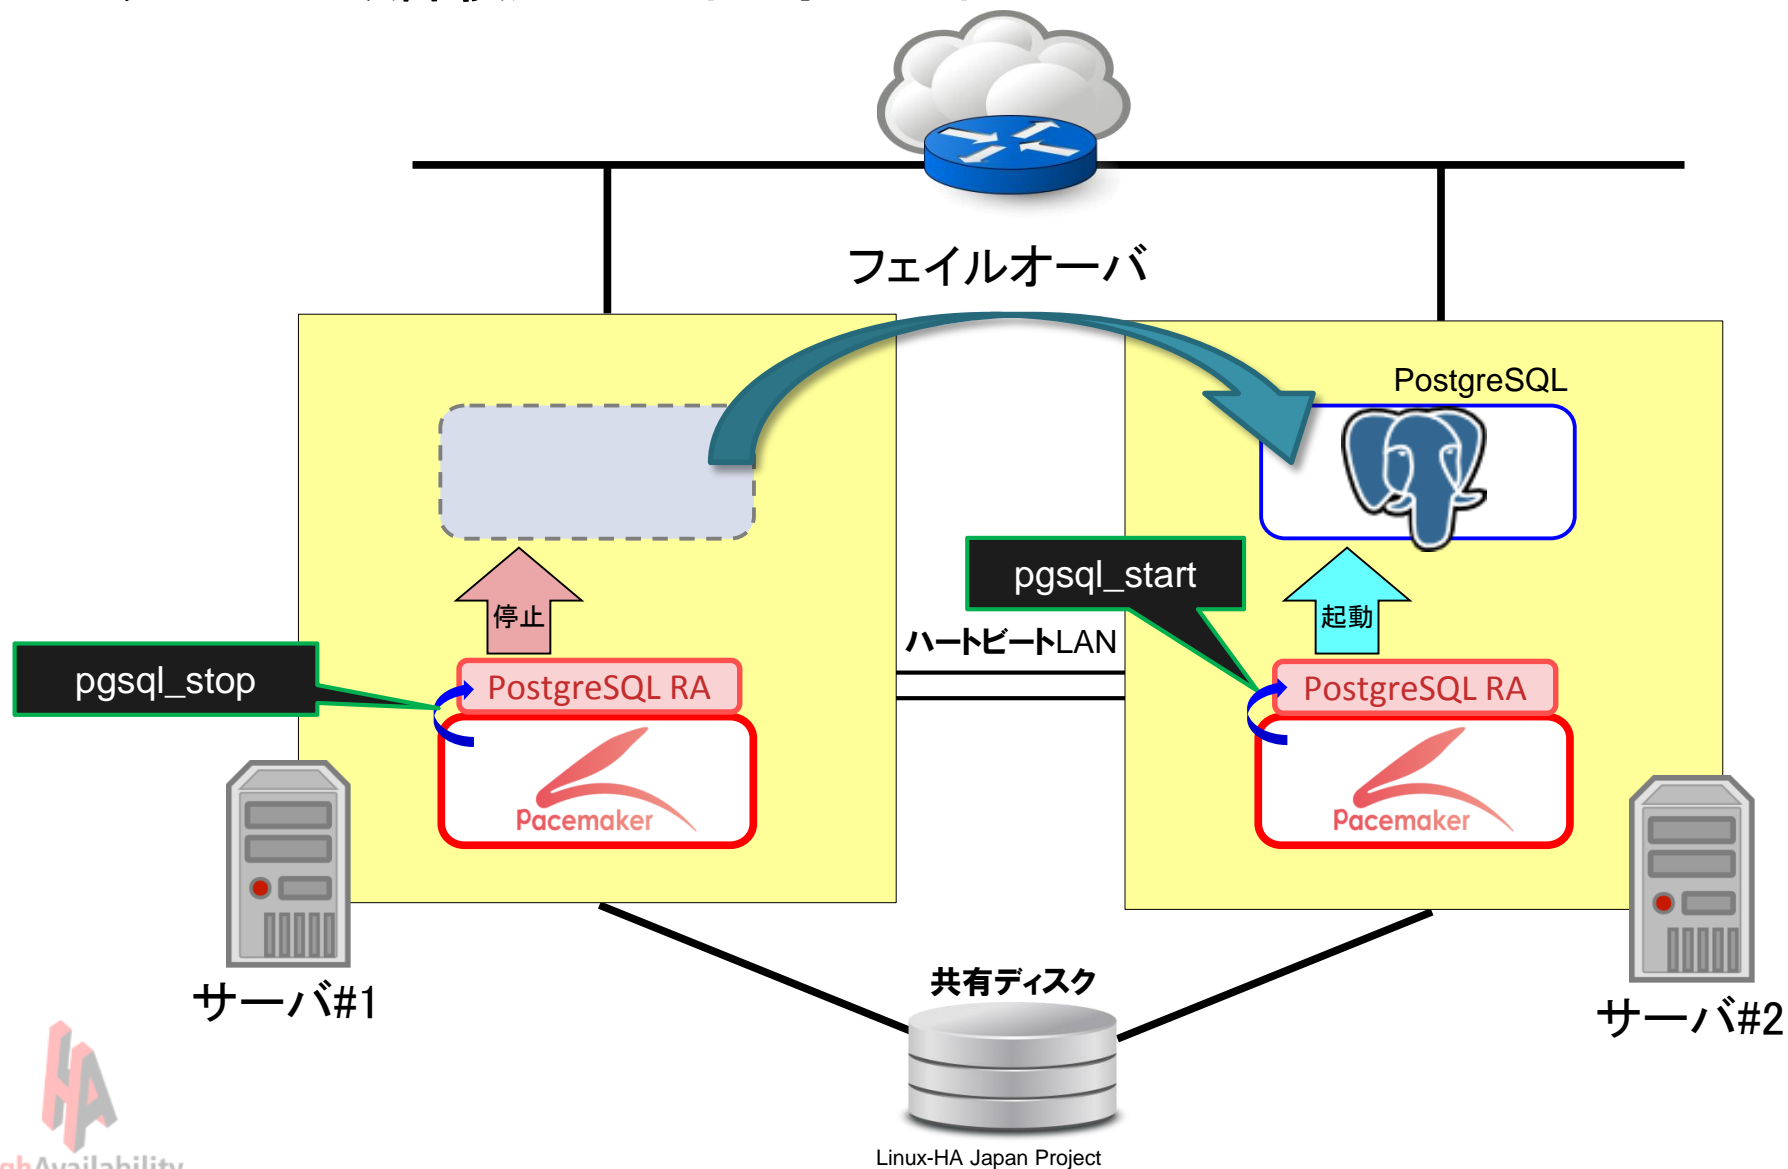 フェイルオーバ
PostgreSQL
pgsql_start
停止
起動
ハートビートLAN
pgsql_stop
PostgreSQL RA
PostgreSQL RA
Pacemaker
Pacemaker
サーバ#1
共有ディスク
サーバ#2
ghAvailability
Linux-HA Japan Project